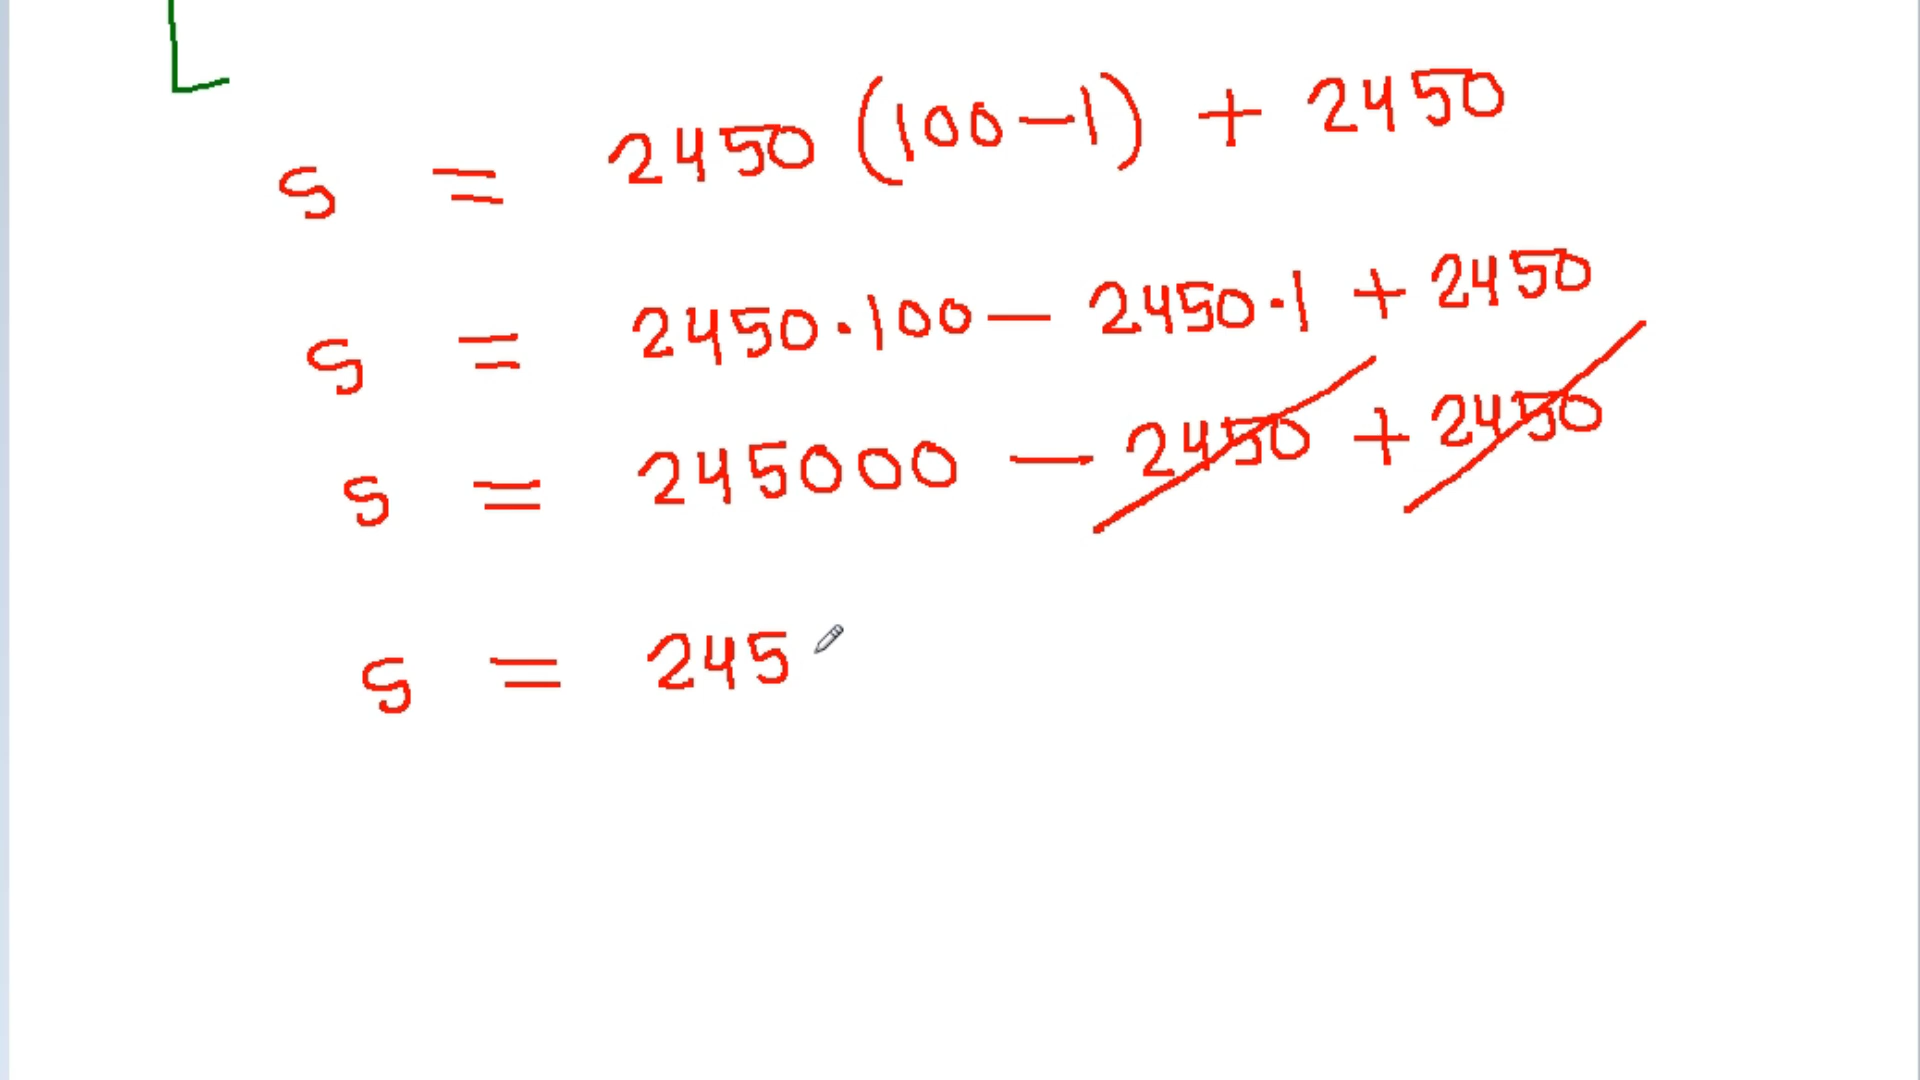 S = 2450 (100-1) + 2450
S = 2450·100 - 2450·1 + 2450
S = 245000 - 2450 + 2450
S = 245